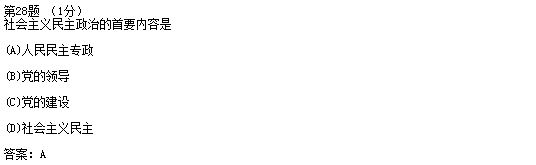 第28题 （1分）
社会主义民主政治的首要内容是
(A)人民民主专政
(B)党的领导
(C)党的建设
(D)社会主义民主
答案：A